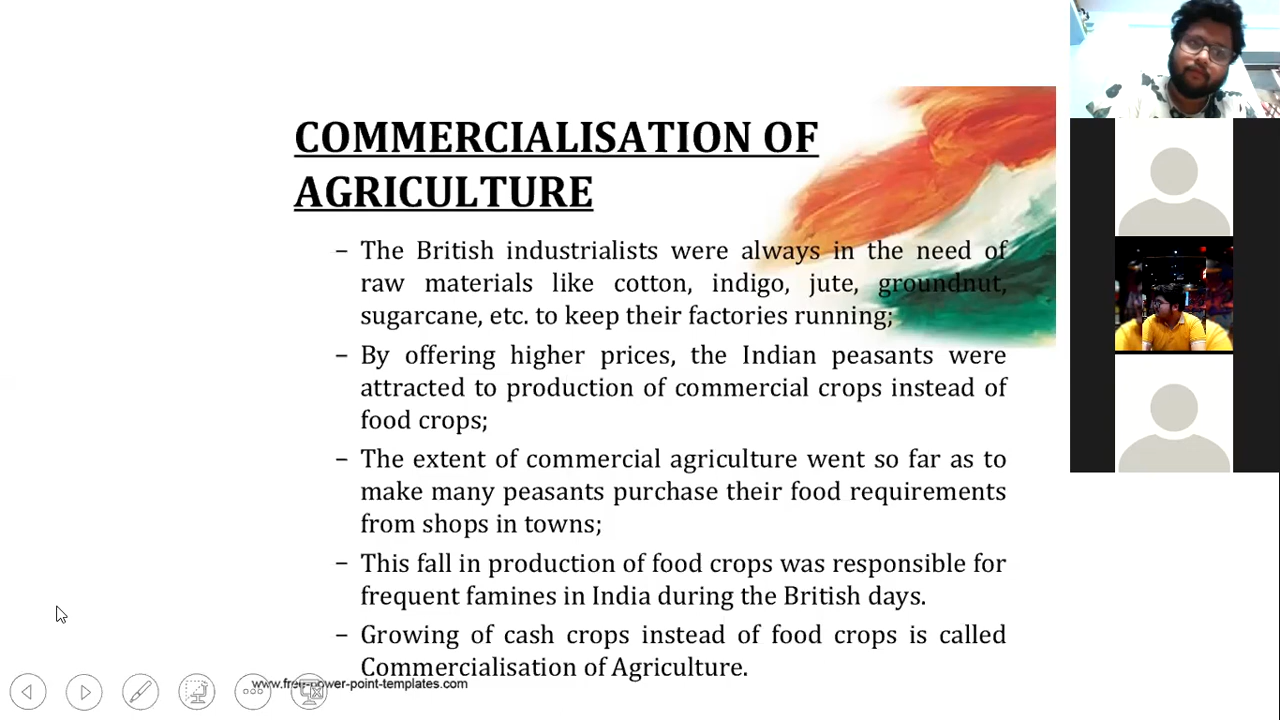 COMMERCIALISATION OF
AGRICULTURE
– The British industrialists were always in the need of
raw materials like cotton, indigo, jute, groundnut,
sugarcane, etc. to keep their factories running;
– By offering higher prices, the Indian peasants were
attracted to production of commercial crops instead of
food crops;
– The extent of commercial agriculture went so far as to
make many peasants purchase their food requirements
from shops in towns;
– This fall in production of food crops was responsible for
frequent famines in India during the British days.
– Growing of cash crops instead of food crops is called
Commercialisation of Agriculture.
www.free-power-point-templates.com